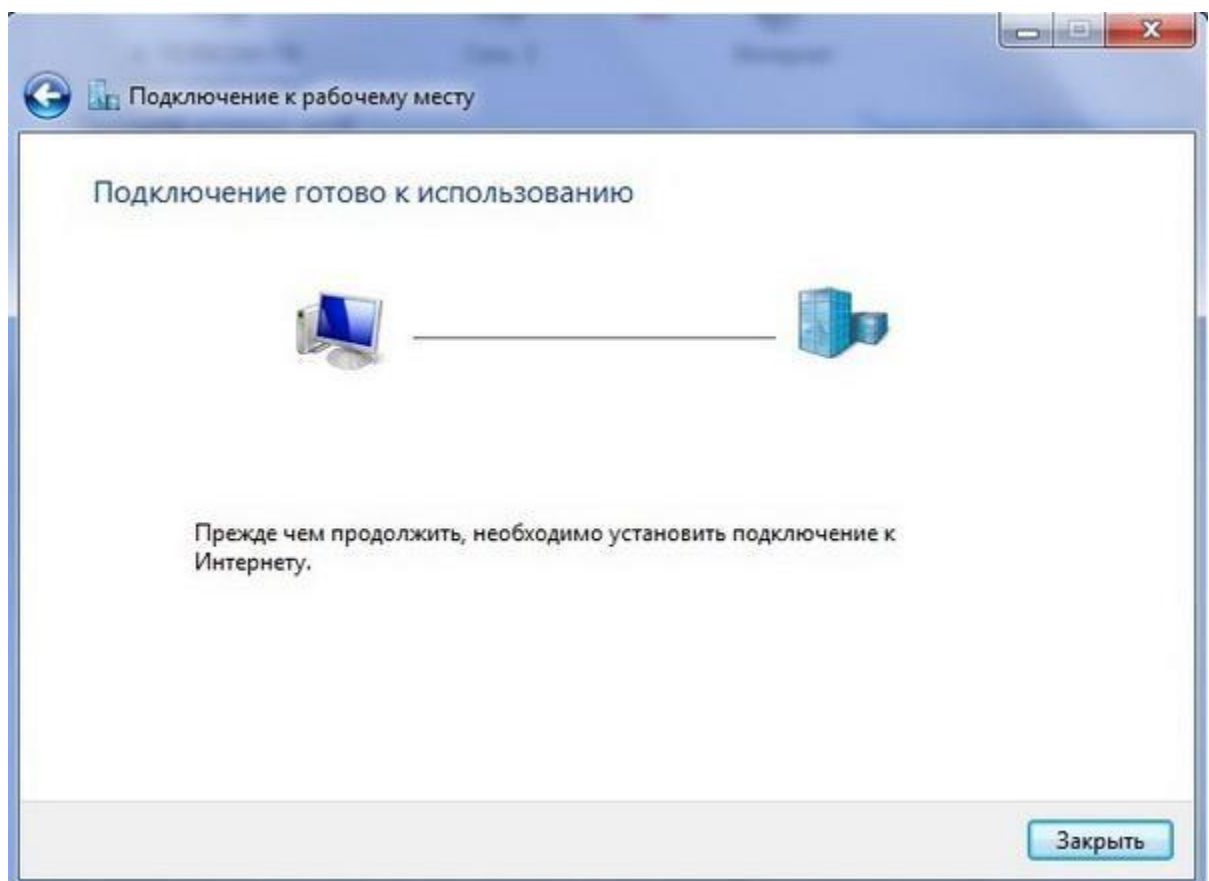 Подключение к рабочему месту
Подключение готово к использованию
Прежде чем продолжить, необходимо установить подключение к
Интернету.
Закрыть